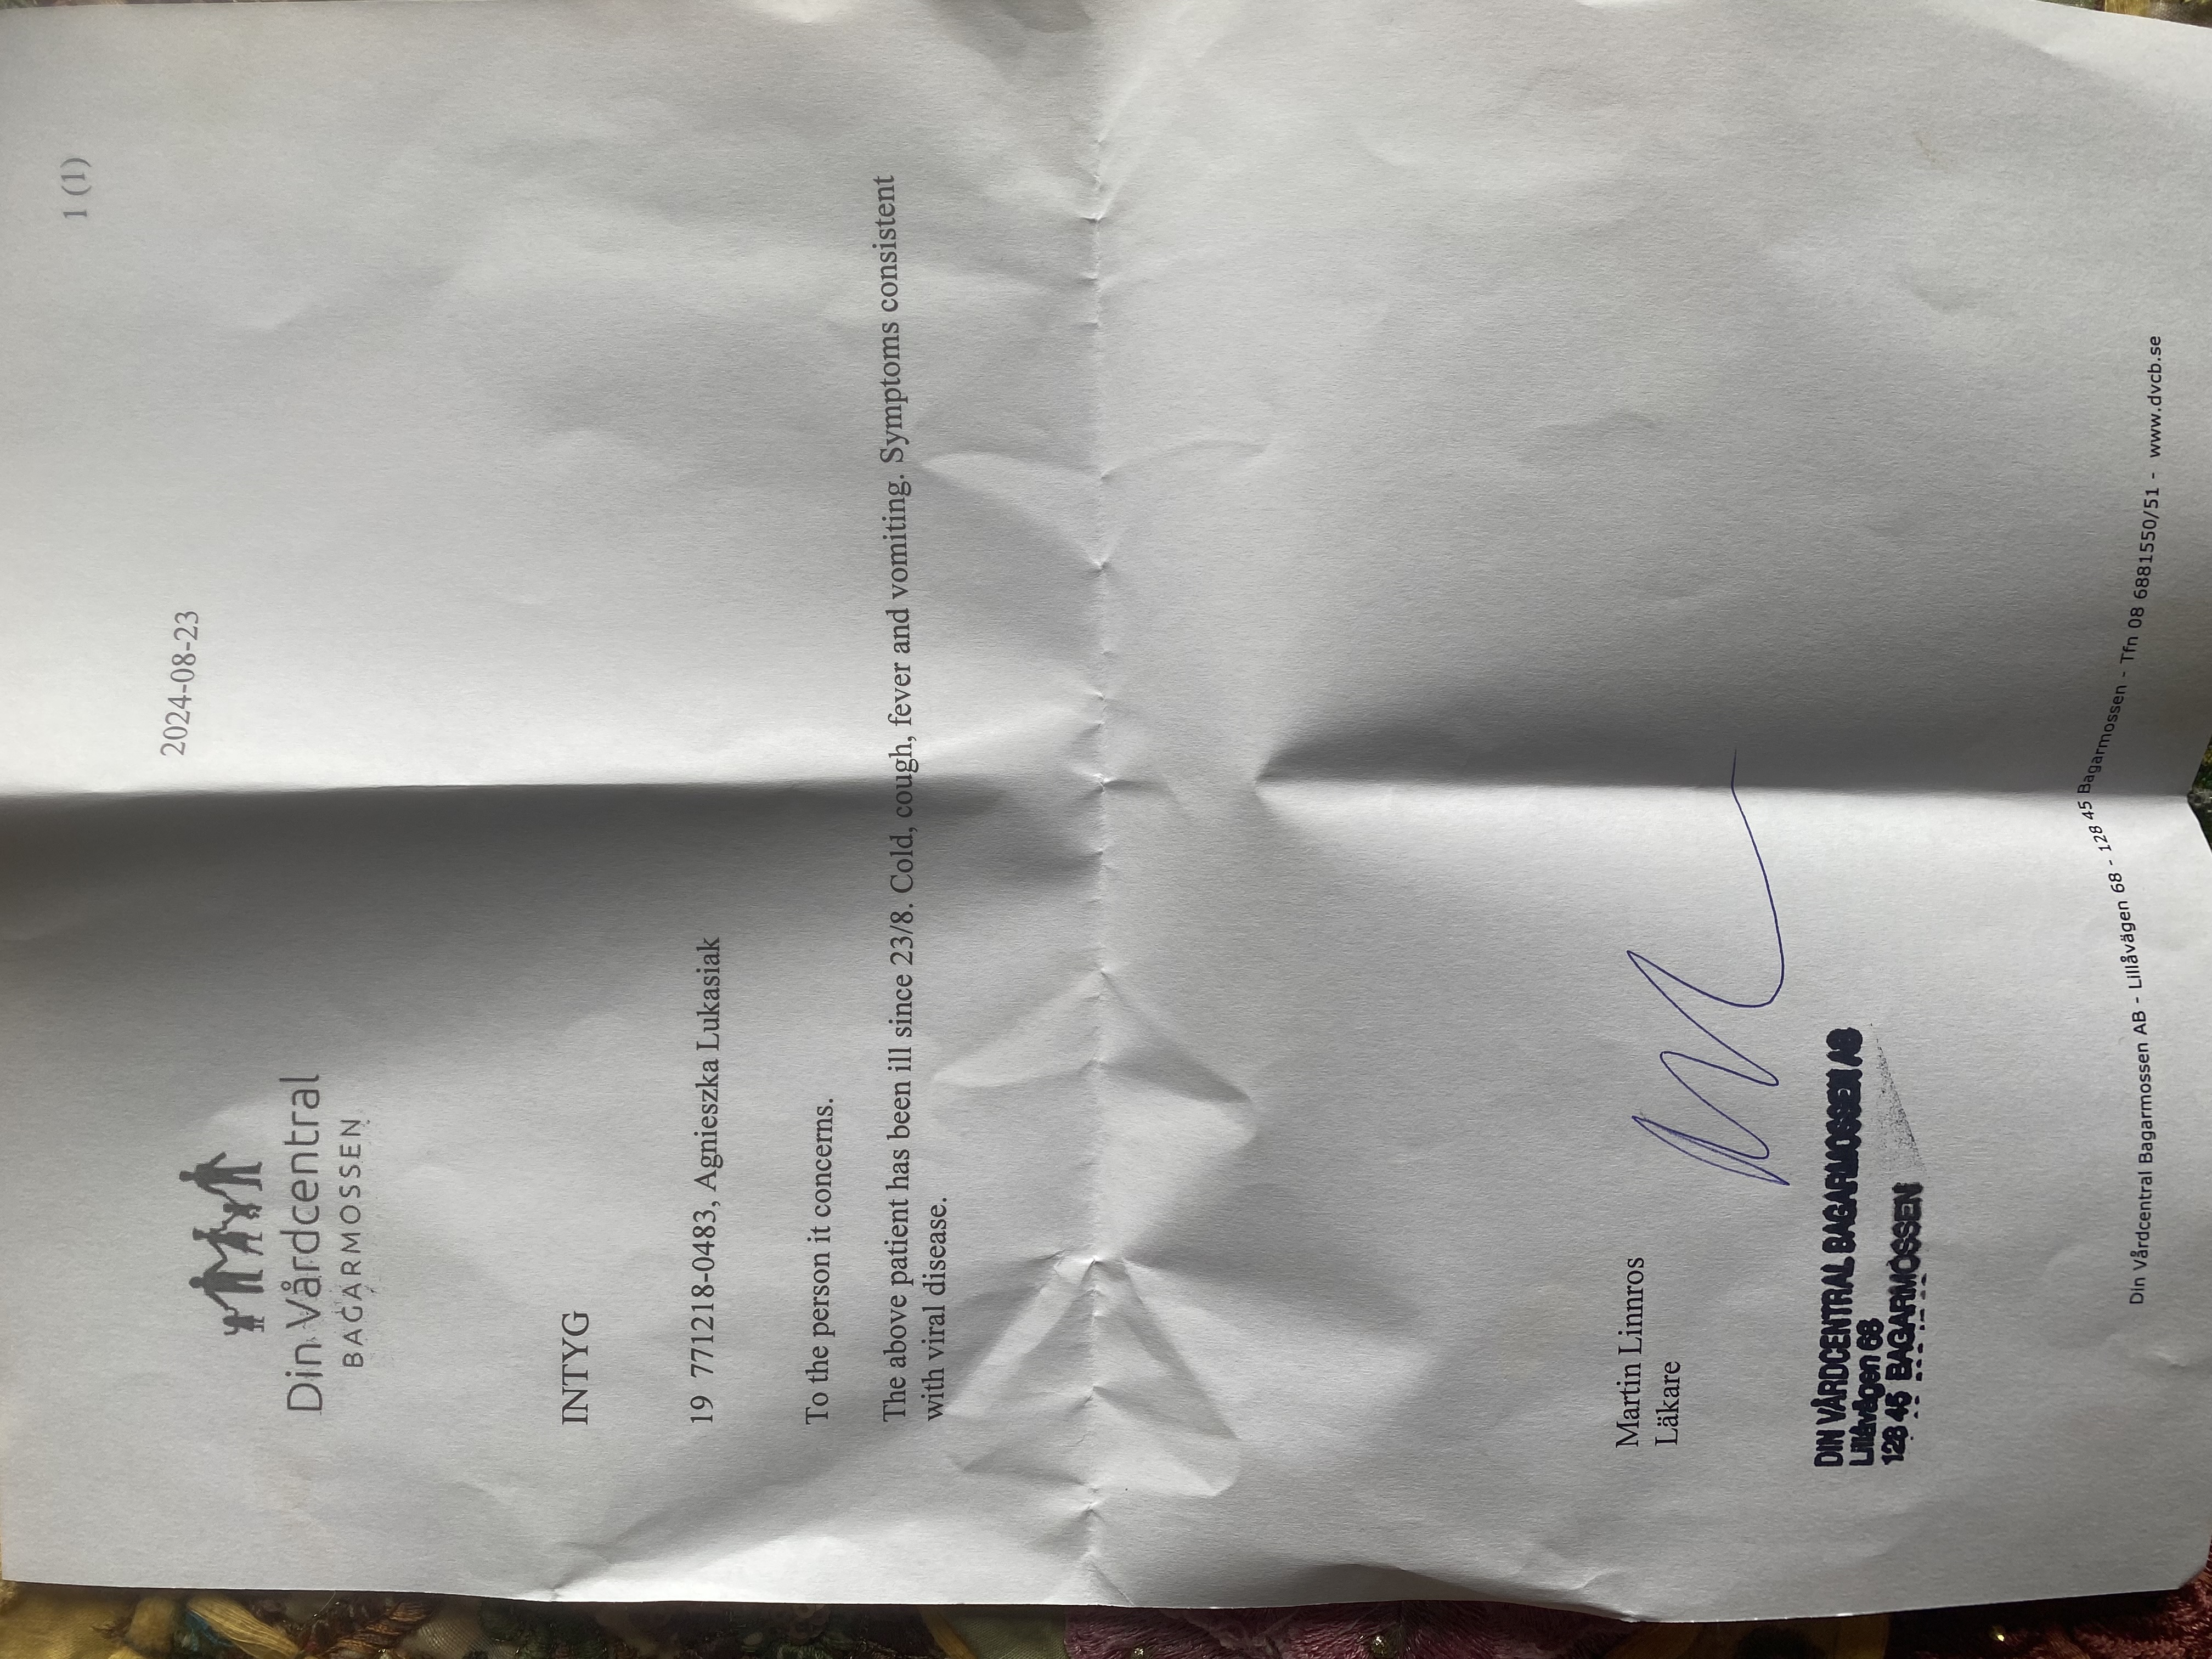 1 (1)
2024-08-23
Din Vårdcentral
BAGARMOSSEN
INTYG
19 771218-0483, Agnieszka Lukasiak
To the person it concerns.
The above patient has been ill since 23/8. Cold, cough, fever and vomiting. Symptoms consistent
with viral disease.
Martin Linnros
Läkare
DIN VÅRDCENTRAL BAGARMOSSEN AB
Lillåvägen 68
128 45 BAGARMOSSEN
Din Vårdcentral Bagarmossen AB - Lillåvägen 68 - 128 45 Bagarmossen - Tfn 08 6881550/51 - www.dvcb.se